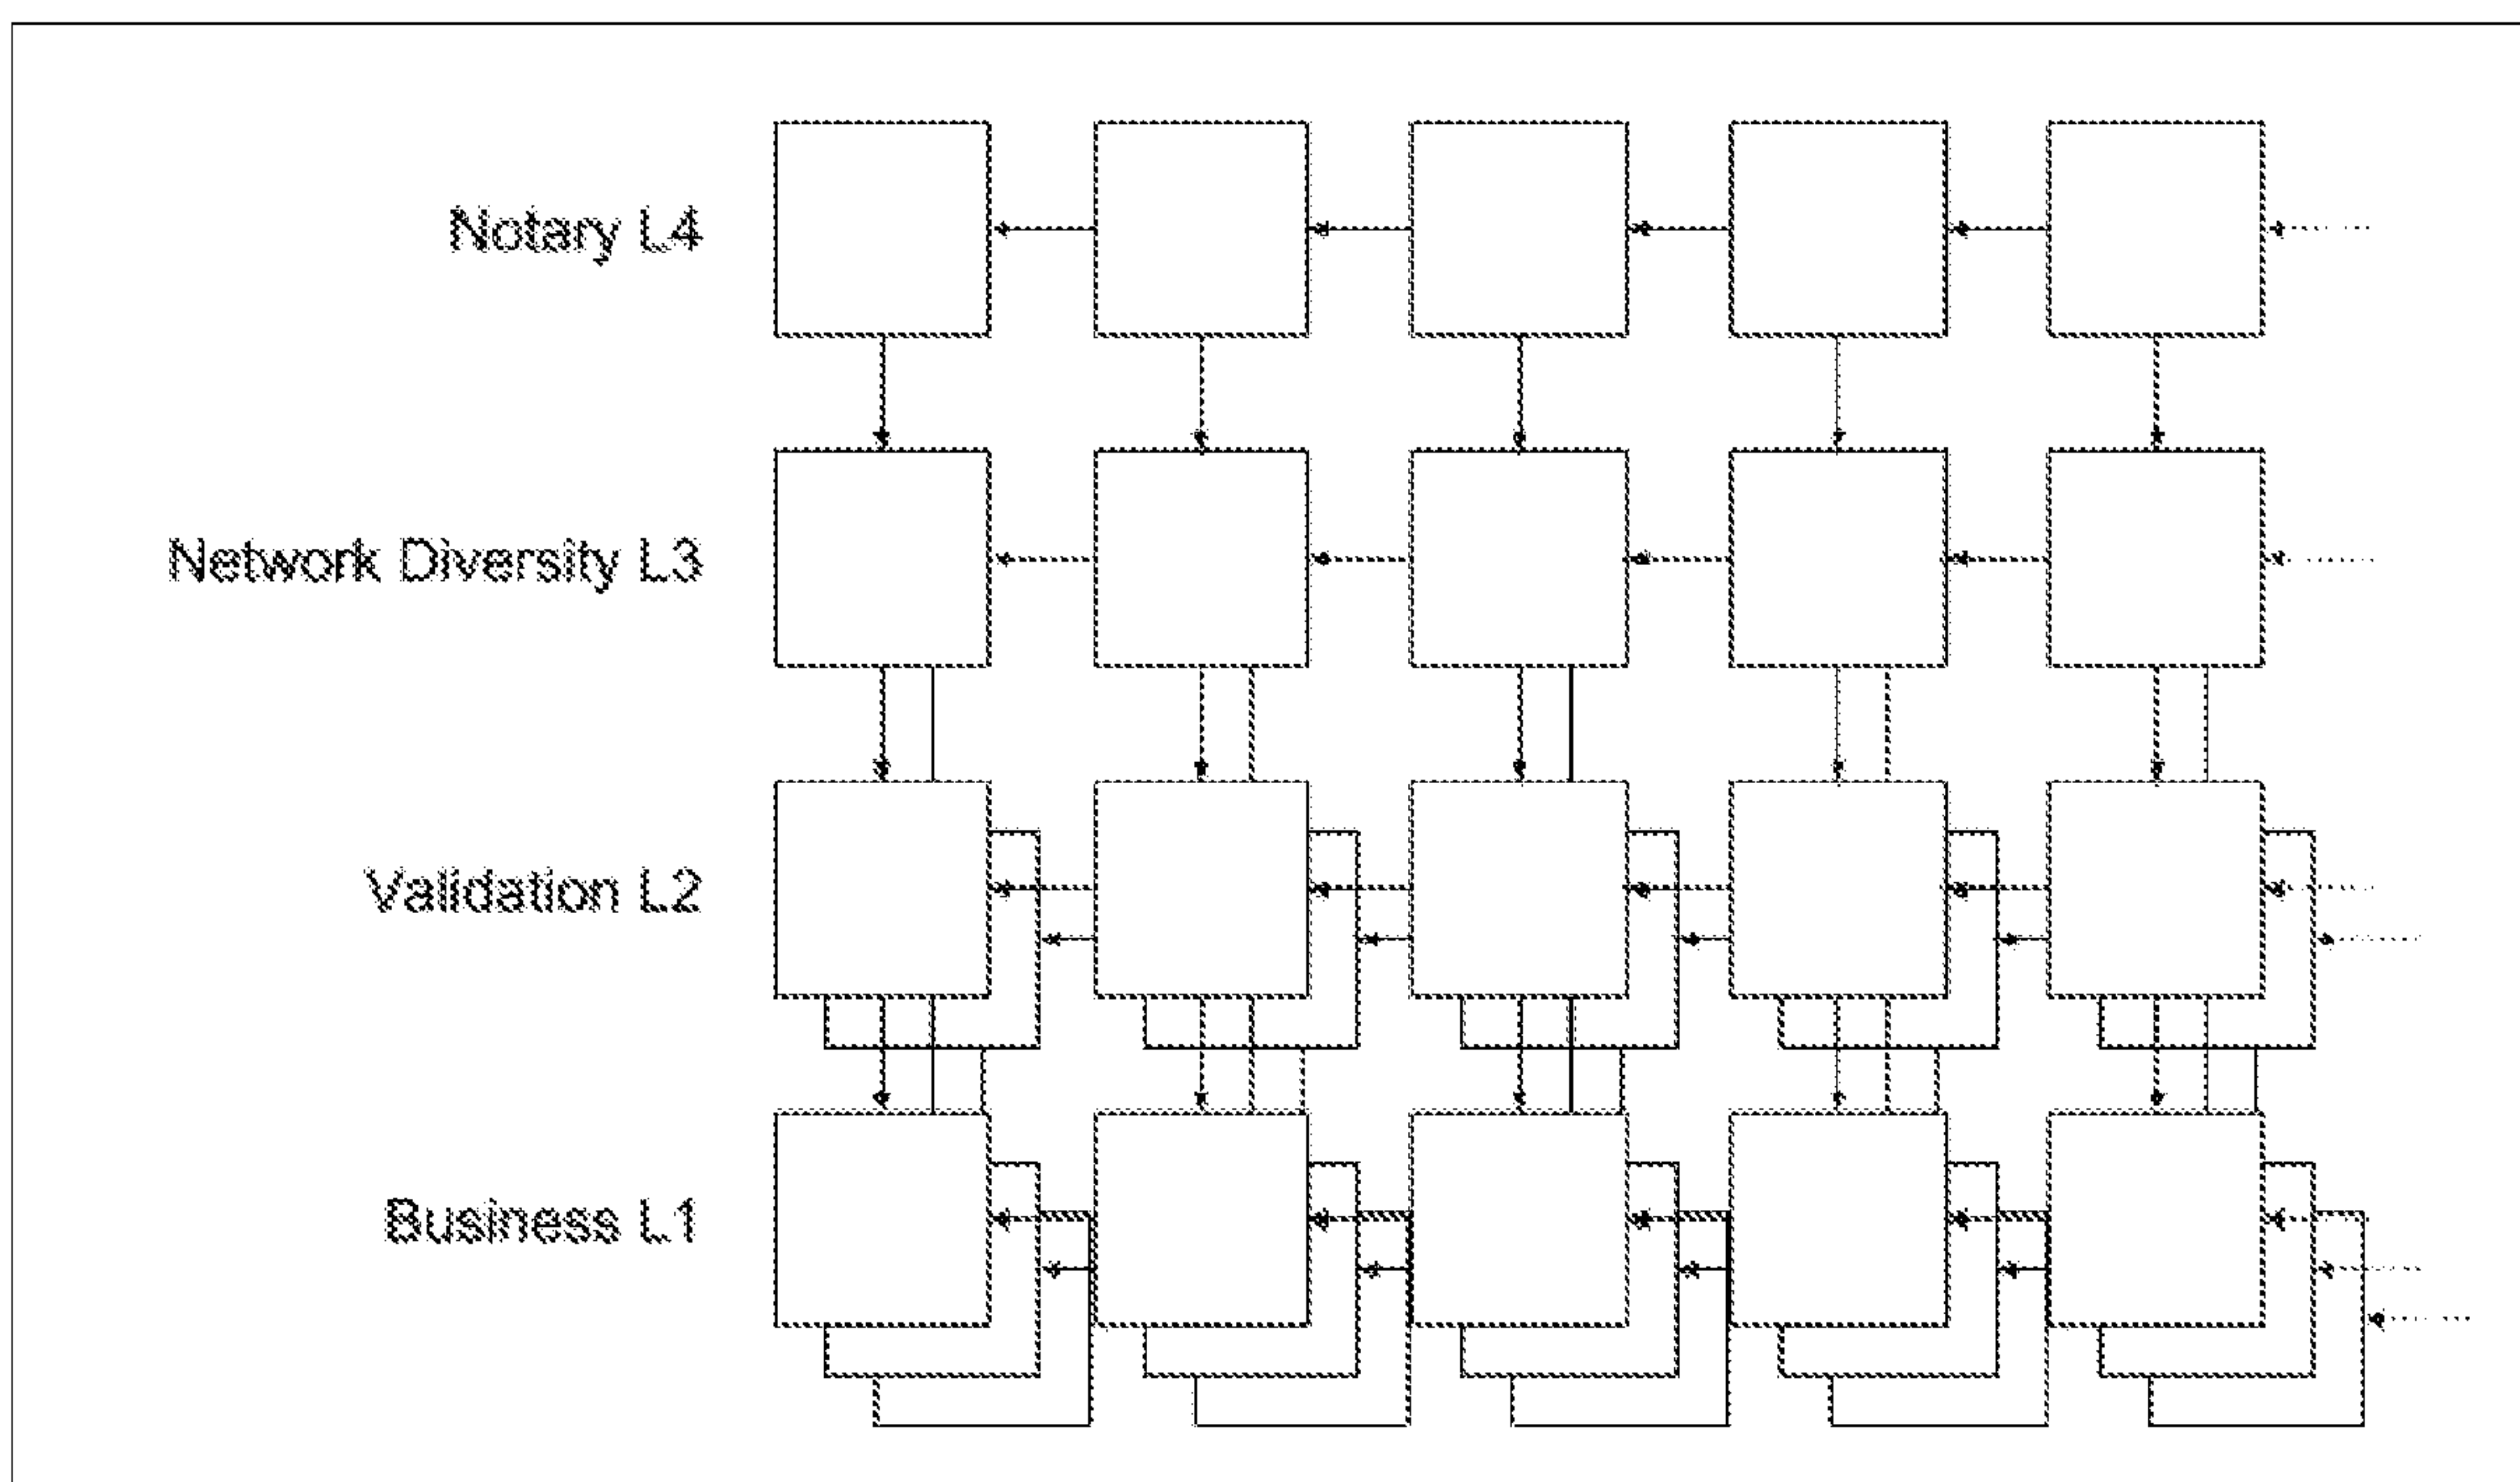 Notary L4
Network Diversity L3
Validation L2
Business L1